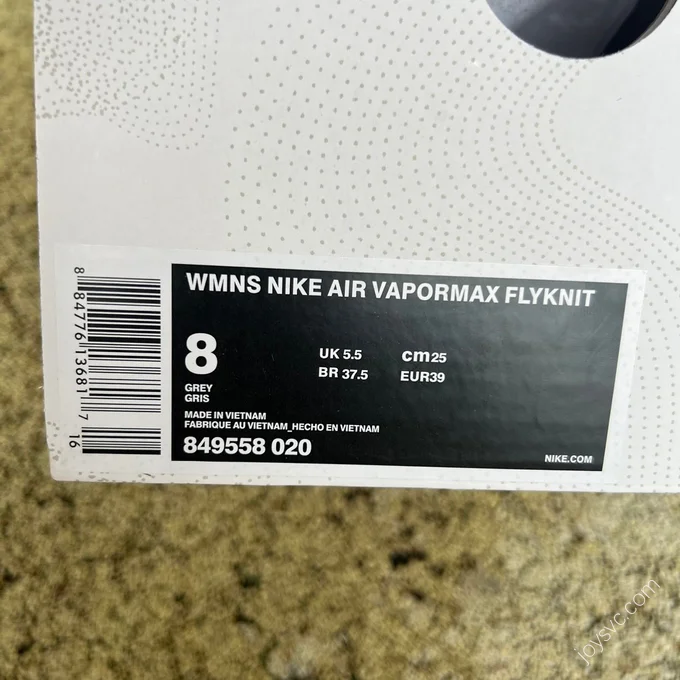 WMNS NIKE AIR VAPORMAX FLYKNIT
8
UK 5.5
cm25
BR 37.5
EUR39
GREY
GRIS
MADE IN VIETNAM
FABRIQUE AU VIETNAM_HECHO EN VIETNAM
849558 020
NIKE.COM
8 84776 13681 7
16
joysvc.com